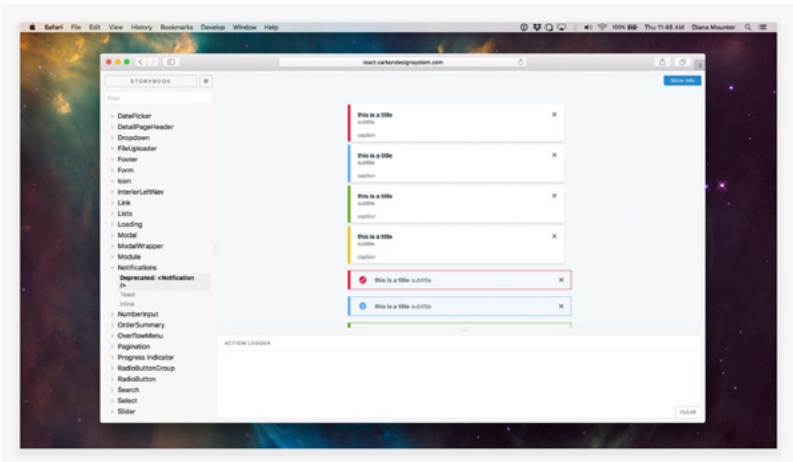 Safari File Edit View History Bookmarks Develop Window Help
100% Thu 11:48 AM Diana Mounter
react.carbondesignsystem.com
STORYBOOK
Show Info
Filter
DatePicker
DetailPageHeader
Dropdown
FileUploader
Footer
Form
Icon
InteriorLeftNav
Link
Lists
Loading
Modal
ModalWrapper
Module
Notifications
Deprecated: <Notification
/>
Toast
Inline
NumberInput
OrderSummary
OverflowMenu
Pagination
Progress Indicator
RadioButtonGroup
RadioButton
Search
Select
Slider
this is a title
subtitle
caption
this is a title
subtitle
caption
this is a title
subtitle
caption
this is a title
subtitle
caption
this is a title subtitle
this is a title subtitle
ACTION LOGGER
CLEAR